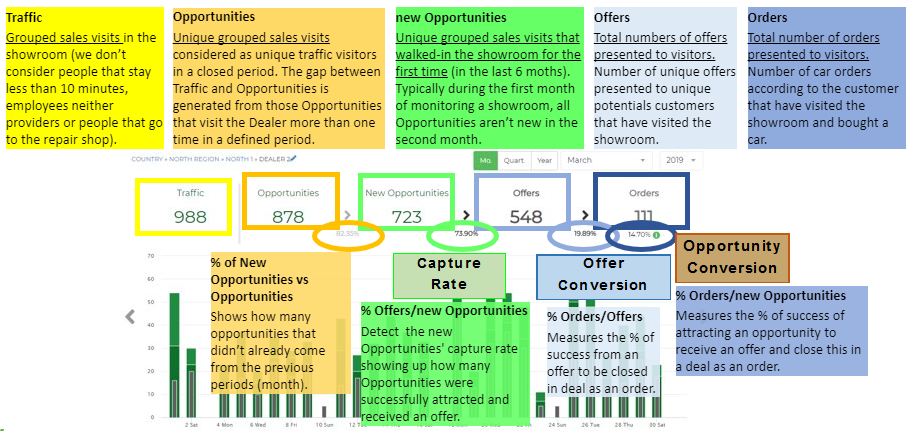 Traffic
Grouped sales visits in the
showroom (we don't
consider people that stay
less than 10 minutes,
employees neither
providers or people that go
to the repair shop).
Opportunities
Unique grouped sales visits
considered as unique traffic visitors
in a closed period. The gap between
Traffic and Opportunities is
generated from those Opportunities
that visit the Dealer more than one
time in a defined period.
new Opportunities
Unique grouped sales visits that
walked-in the showroom for the
first time (in the last 6 moths).
Typically during the first month
of monitoring a showroom, all
Opportunities aren't new in the
second month.
Offers
Total numbers of offers
presented to visitors.
Number of unique offers
presented to unique
potentials customers
that have visited the
showroom.
Orders
Total number of orders
presented to visitors.
Number of car orders
according to the customer
that have visited the
showroom and bought a
car.
COUNTRY » NORTH REGION » NORTH 1 » DEALER 2
Mo. Quart. Year March 2019
Traffic
988
Opportunities
878
New Opportunities
723
Offers
548
Orders
111
82.35%
73.90%
19.89%
14.70%
% of New
Opportunities vs
Opportunities
Shows how many
opportunities that
didn't already come
from the previous
periods (month).
Capture
Rate
% Offers/new Opportunities
Detect the new
Opportunities' capture rate
showing up how many
Opportunities were
successfully attracted and
received an offer.
Offer
Conversion
% Orders/Offers
Measures the % of
success from an
offer to be closed
in deal as an order.
Opportunity
Conversion
% Orders/new Opportunities
Measures the % of success of
attracting an opportunity to
receive an offer and close this in
a deal as an order.
70
60
50
40
30
20
10
0
2 Sat 4 Mon 6 Wed 8 Fri 10 Sun 12 T 24 Sun 26 Tue 28 Thu 30 Sat